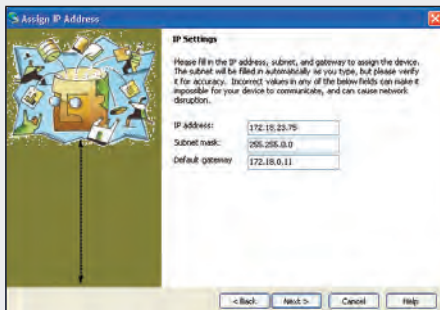 Assign IP Address
IP Settings
Please fill in the IP address, subnet, and gateway to assign the device.
The subnet will be filled in automatically as you type, but please verify
it for accuracy. Incorrect values in any of the below fields can make it
impossible for your device to communicate, and can cause network
disruption.
IP address: 172.18.23.75
Subnet mask: 255.255.0.0
Default gateway 172.18.0.11
< Back Next > Cancel Help